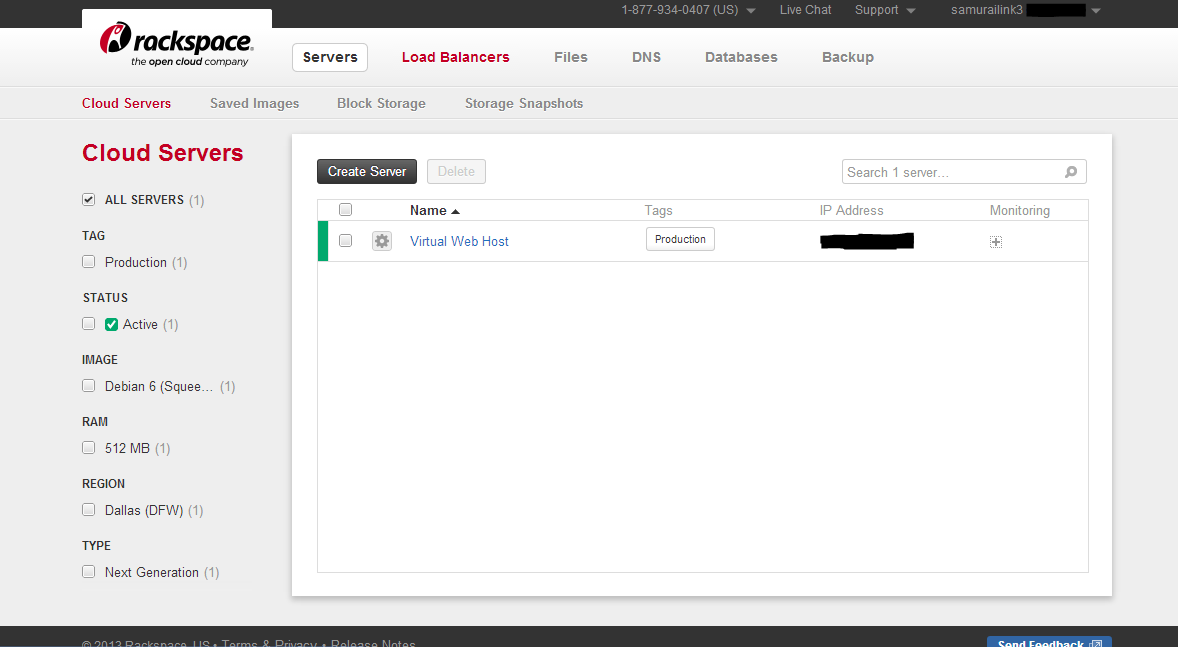 1-877-934-0407 (US) Live Chat Support samurailink3
rackspace.
the open cloud company
Servers Load Balancers Files DNS Databases Backup
Cloud Servers Saved Images Block Storage Storage Snapshots
Cloud Servers
ALL SERVERS (1)
TAG
Production (1)
STATUS
Active (1)
IMAGE
Debian 6 (Squee... (1)
RAM
512 MB (1)
REGION
Dallas (DFW) (1)
TYPE
Next Generation (1)
Create Server Delete Search 1 server...
Name Tags IP Address Monitoring
Virtual Web Host Production
© 2013 Rackspace, US • Terms & Privacy • Release Notes
Send Feedback